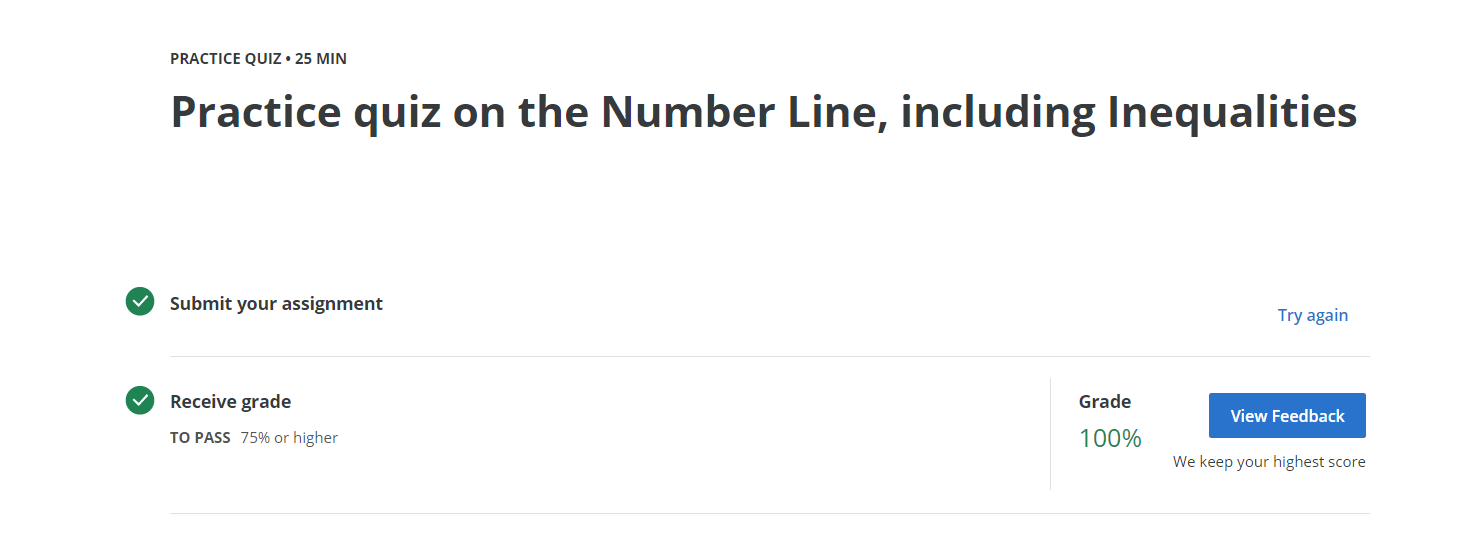 PRACTICE QUIZ • 25 MIN
Practice quiz on the Number Line, including Inequalities
Submit your assignment
Try again
Receive grade
TO PASS 75% or higher
Grade
100%
View Feedback
We keep your highest score